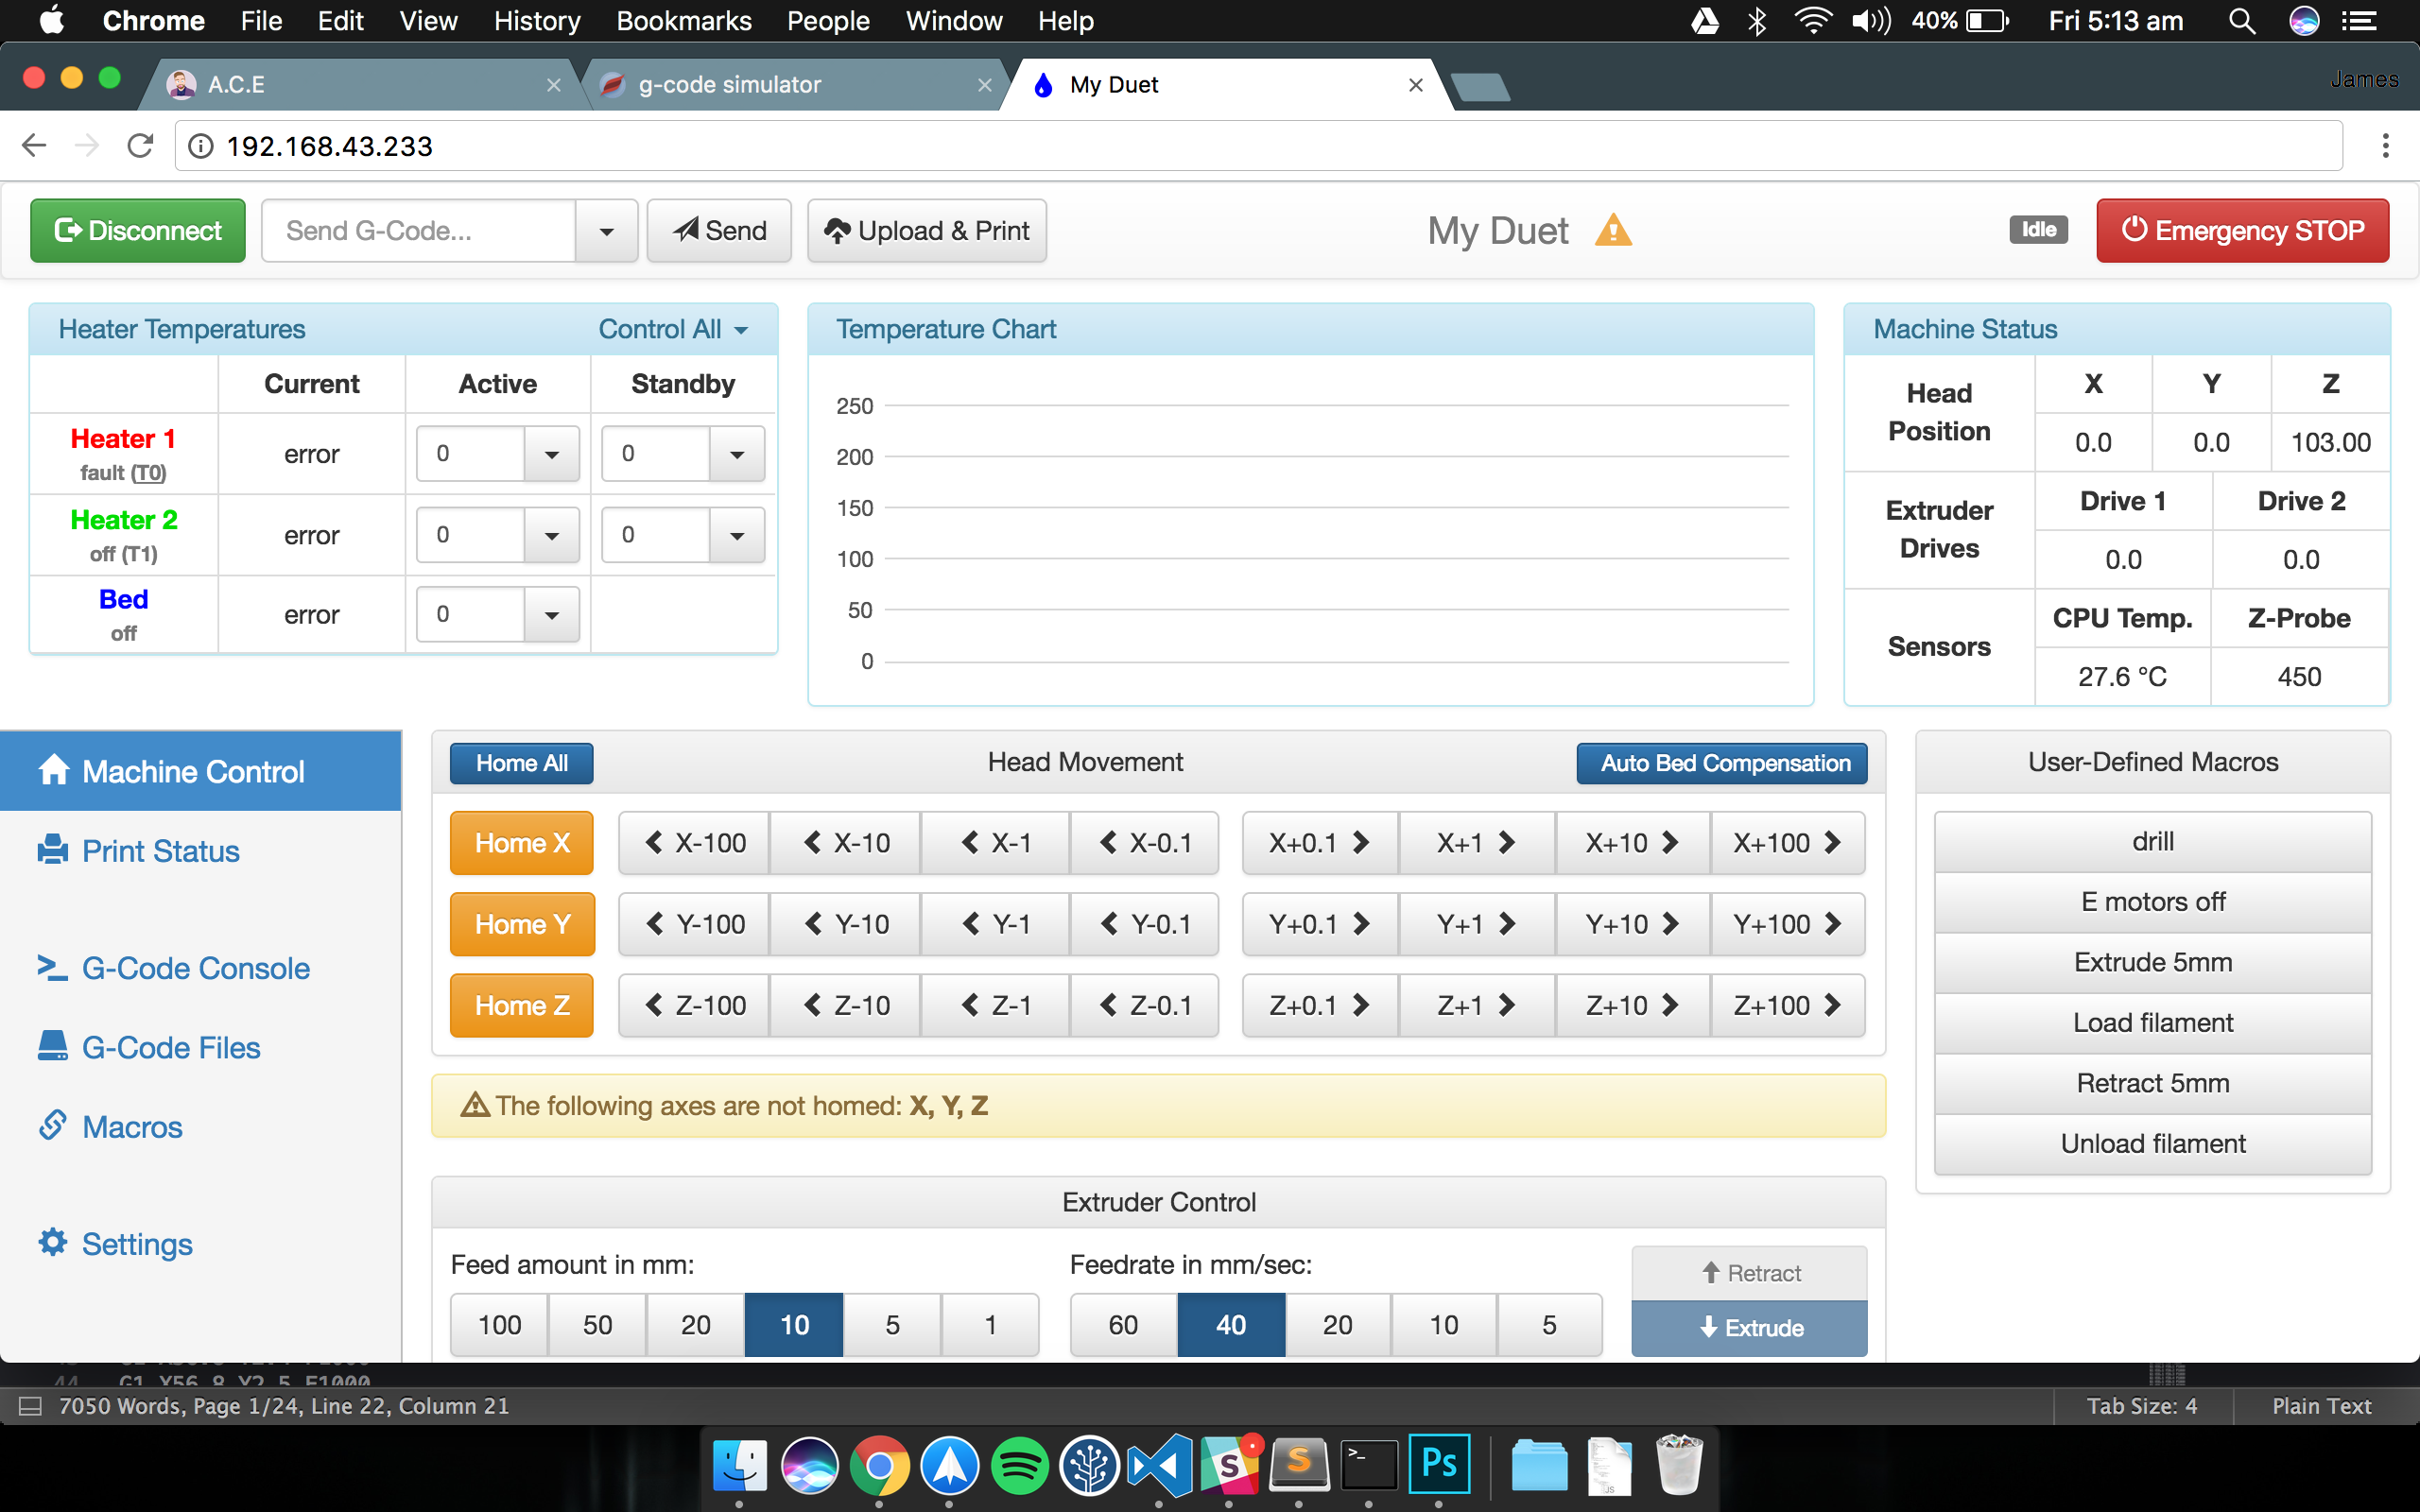 Chrome File Edit View History Bookmarks People Window Help 40% Fri 5:13 am
A.C.E g-code simulator My Duet James
192.168.43.233
Disconnect Send G-Code... Send Upload & Print My Duet Idle Emergency STOP
Heater Temperatures Control All
Current Active Standby
Heater 1 error 0 0
fault (T0)
Heater 2 error 0 0
off (T1)
Bed error 0
off
Temperature Chart
250
200
150
100
50
0
Machine Status
Head Position X Y Z
0.0 0.0 103.00
Extruder Drives Drive 1 Drive 2
0.0 0.0
Sensors CPU Temp. Z-Probe
27.6 °C 450
Machine Control
Print Status
G-Code Console
G-Code Files
Macros
Settings
Home All Head Movement Auto Bed Compensation
Home X X-100 X-10 X-1 X-0.1 X+0.1 X+1 X+10 X+100
Home Y Y-100 Y-10 Y-1 Y-0.1 Y+0.1 Y+1 Y+10 Y+100
Home Z Z-100 Z-10 Z-1 Z-0.1 Z+0.1 Z+1 Z+10 Z+100
The following axes are not homed: X, Y, Z
Extruder Control
Feed amount in mm: Feedrate in mm/sec:
100 50 20 10 5 1 60 40 20 10 5
Retract
Extrude
User-Defined Macros
drill
E motors off
Extrude 5mm
Load filament
Retract 5mm
Unload filament
44 G1 X56.8 Y2.5 F1000
7050 Words, Page 1/24, Line 22, Column 21 Tab Size: 4 Plain Text
S S >_ Ps